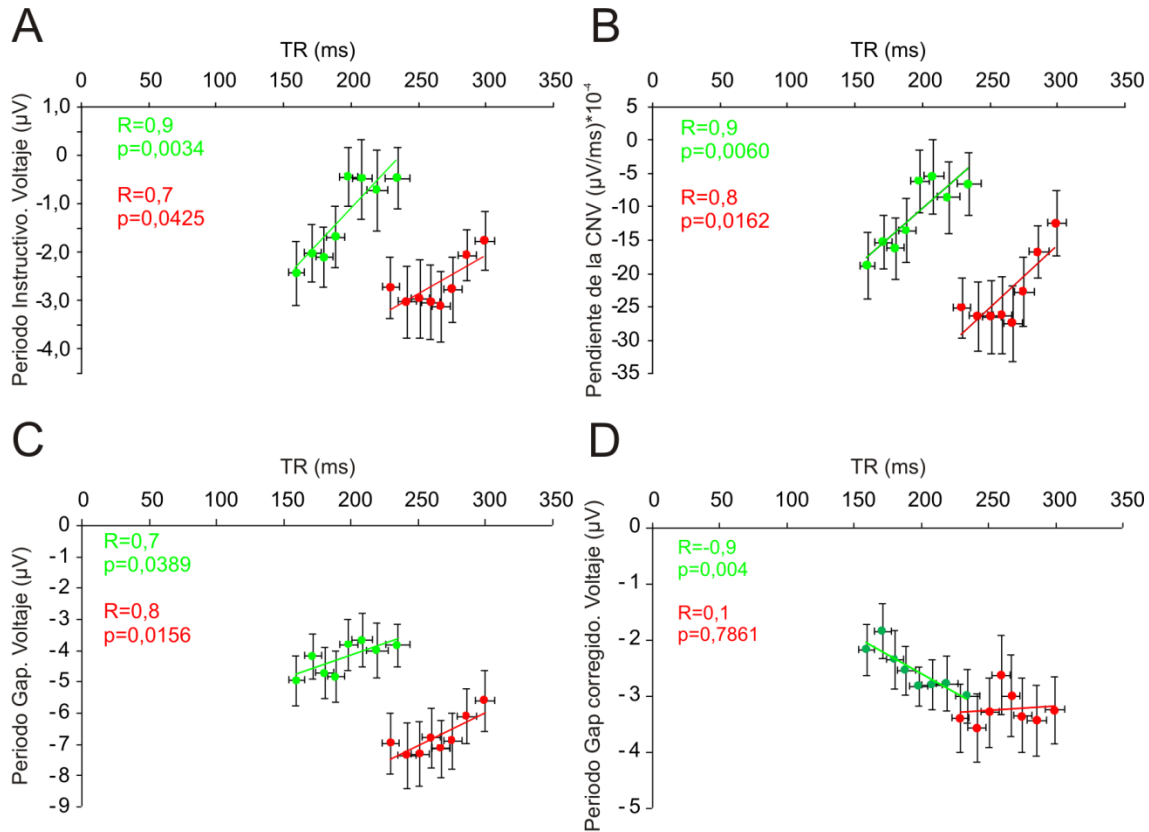 A
TR (ms)
0 50 100 150 200 250 300 350
1,0
0
-1,0
-2,0
-3,0
-4,0
Periodo Instructivo. Voltaje (µV)
R=0,9
p=0,0034
R=0,7
p=0,0425
B
TR (ms)
0 50 100 150 200 250 300 350
5
0
-5
-10
-15
-20
-25
-30
-35
Pendiente de la CNV (µV/ms)*10⁻⁴
R=0,9
p=0,0060
R=0,8
p=0,0162
C
TR (ms)
0 50 100 150 200 250 300 350
0
-1
-2
-3
-4
-5
-6
-7
-8
-9
Periodo Gap. Voltaje (µV)
R=0,7
p=0,0389
R=0,8
p=0,0156
D
TR (ms)
0 50 100 150 200 250 300 350
0
- 1
- 2
- 3
- 4
- 5
Periodo Gap corregido. Voltaje (µV)
R=-0,9
p=0,004
R=0,1
p=0,7861